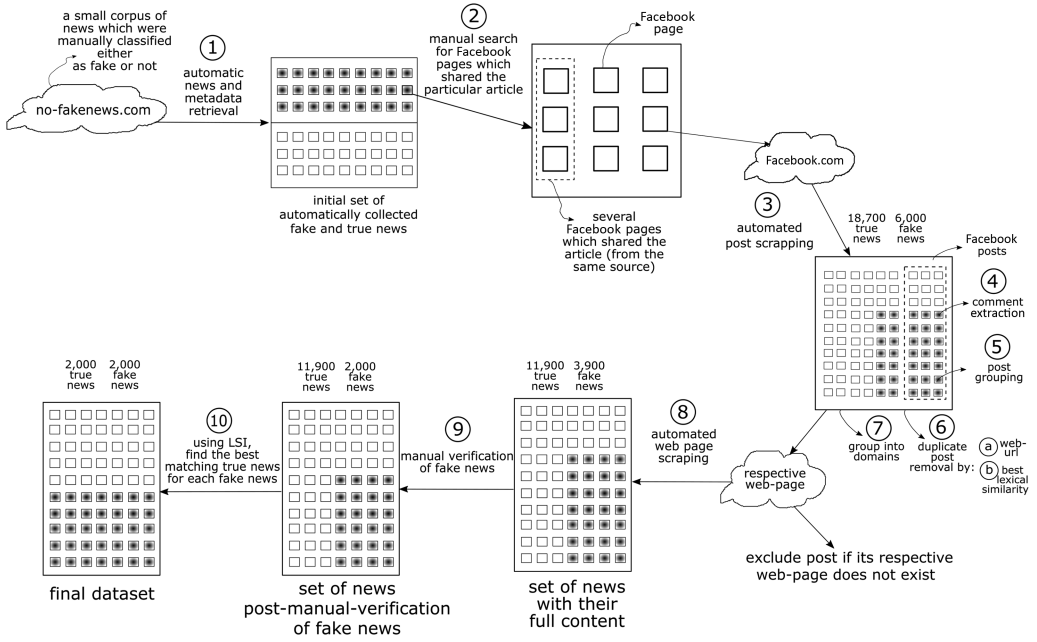 a small corpus of
news which were
manually classified
either
as fake or not
no-fakenews.com
1
automatic
news and
metadata
retrieval
initial set of
automatically collected
fake and true news
2
manual search
for Facebook
pages which
shared the
particular article
Facebook
page
several
Facebook pages
which shared the
article (from the
same source)
Facebook.com
3
automated
post scrapping
18,700
true
news
6,000
fake
news
Facebook
posts
4
comment
extraction
5
post
grouping
6
duplicate
post
removal by:
a web-
url
b best
lexical
similarity
7
group into
domains
respective
web-page
exclude post if its respective
web-page does not exist
8
automated
web page
scraping
11,900
true
news
3,900
fake
news
set of news
with their
full content
9
manual verification
of fake news
11,900
true
news
2,000
fake
news
set of news
post-manual-verification
of fake news
10
using LSI,
find the best
matching true news
for each fake news
2,000
true
news
2,000
fake
news
final dataset